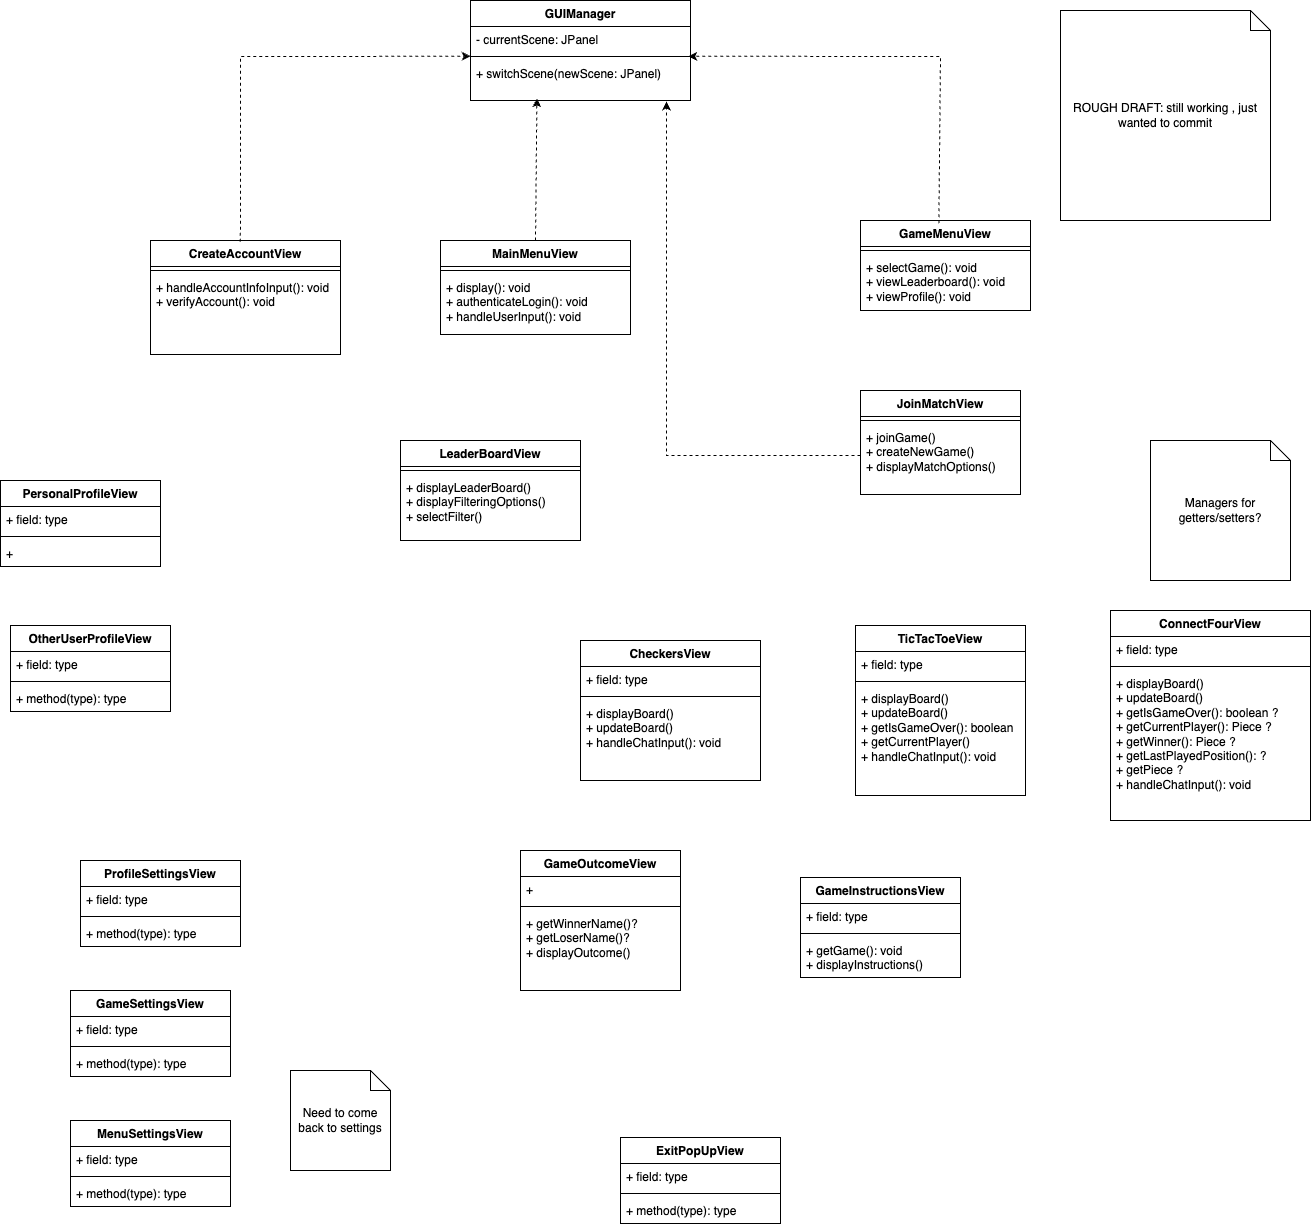 GUIManager
- currentScene: JPanel
+ switchScene(newScene: JPanel)
ROUGH DRAFT: still working , just
wanted to commit
CreateAccountView
+ handleAccountInfoInput(): void
+ verifyAccount(): void
MainMenuView
+ display(): void
+ authenticateLogin(): void
+ handleUserInput(): void
GameMenuView
+ selectGame(): void
+ viewLeaderboard(): void
+ viewProfile(): void
JoinMatchView
+ joinGame()
+ createNewGame()
+ displayMatchOptions()
LeaderBoardView
+ displayLeaderBoard()
+ displayFilteringOptions()
+ selectFilter()
Managers for
getters/setters?
PersonalProfileView
+ field: type
+
OtherUserProfileView
+ field: type
+ method(type): type
CheckersView
+ field: type
+ displayBoard()
+ updateBoard()
+ handleChatInput(): void
TicTacToeView
+ field: type
+ displayBoard()
+ updateBoard()
+ getIsGameOver(): boolean
+ getCurrentPlayer()
+ handleChatInput(): void
ConnectFourView
+ field: type
+ displayBoard()
+ updateBoard()
+ getIsGameOver(): boolean ?
+ getCurrentPlayer(): Piece ?
+ getWinner(): Piece ?
+ getLastPlayedPosition(): ?
+ getPiece ?
+ handleChatInput(): void
ProfileSettingsView
+ field: type
+ method(type): type
GameOutcomeView
+
+ getWinnerName()?
+ getLoserName()?
+ displayOutcome()
GameInstructionsView
+ field: type
+ getGame(): void
+ displayInstructions()
GameSettingsView
+ field: type
+ method(type): type
Need to come
back to settings
MenuSettingsView
+ field: type
+ method(type): type
ExitPopUpView
+ field: type
+ method(type): type